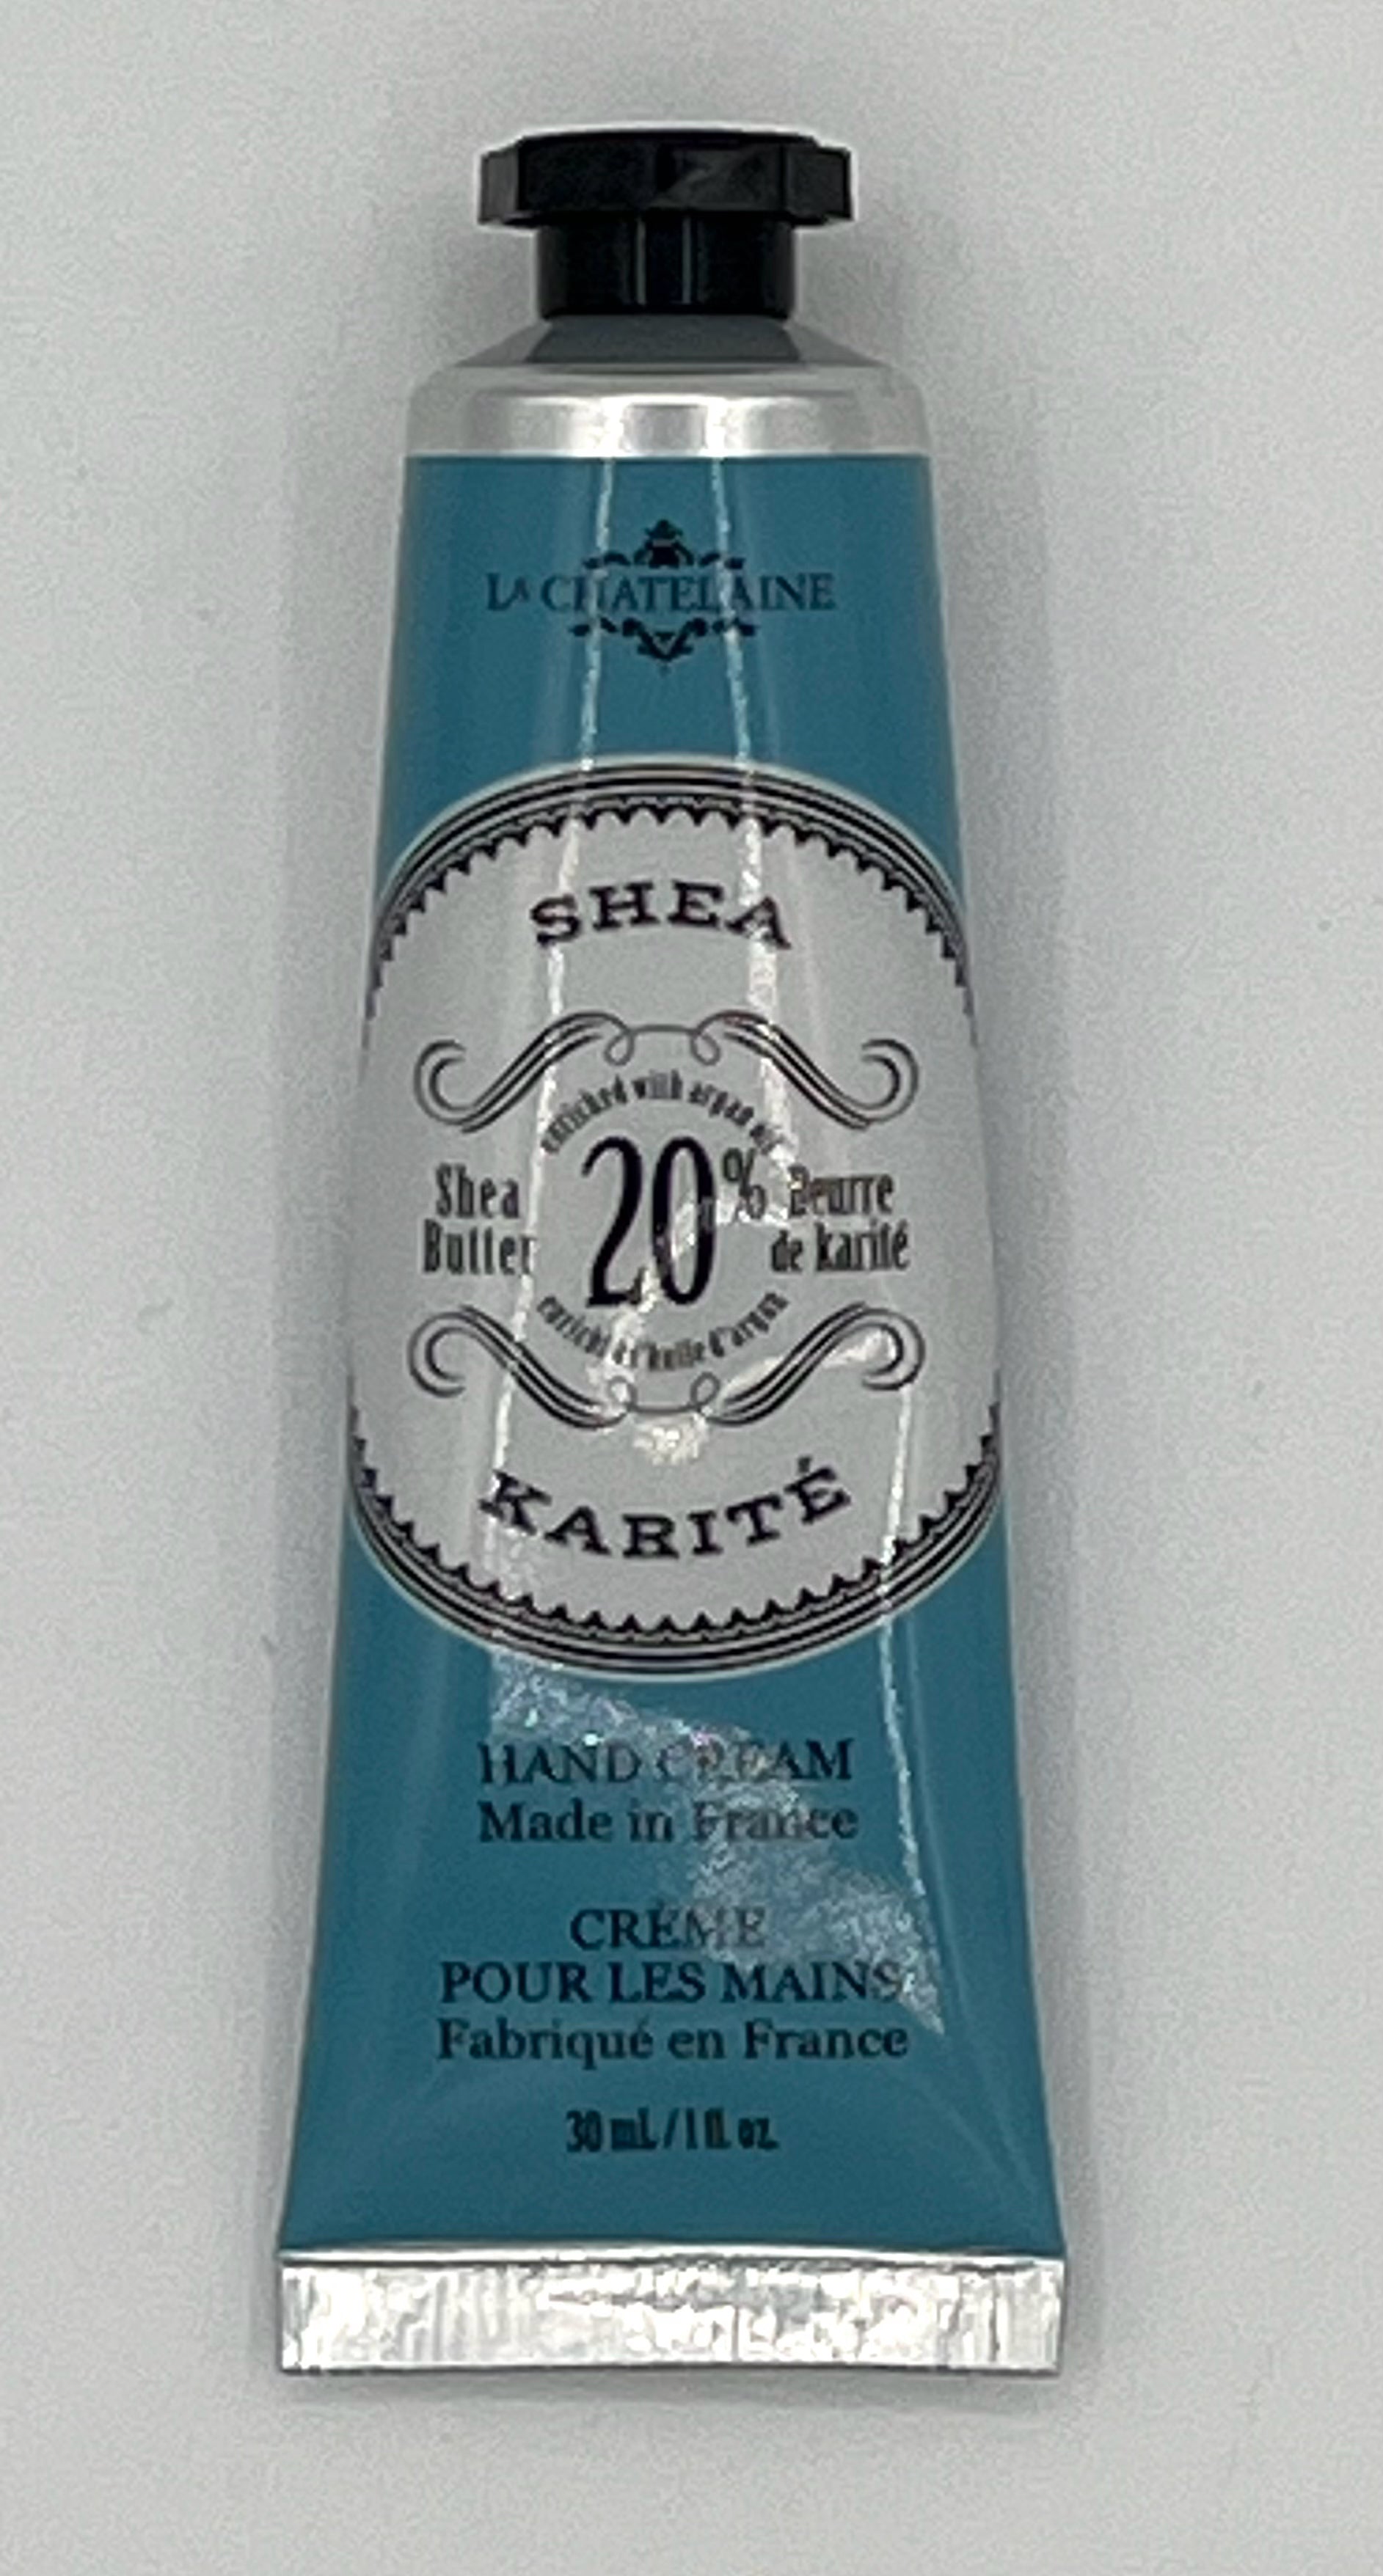 LA CHATELAINE
SHEA
enriched with argan oil
Shea
Butter
20%
Beurre
de karité
enrichi à l'huile d'argan
KARITÉ
HAND CREAM
Made in France
CRÈME
POUR LES MAINS
Fabriqué en France
30 mL / 1 fl. oz.